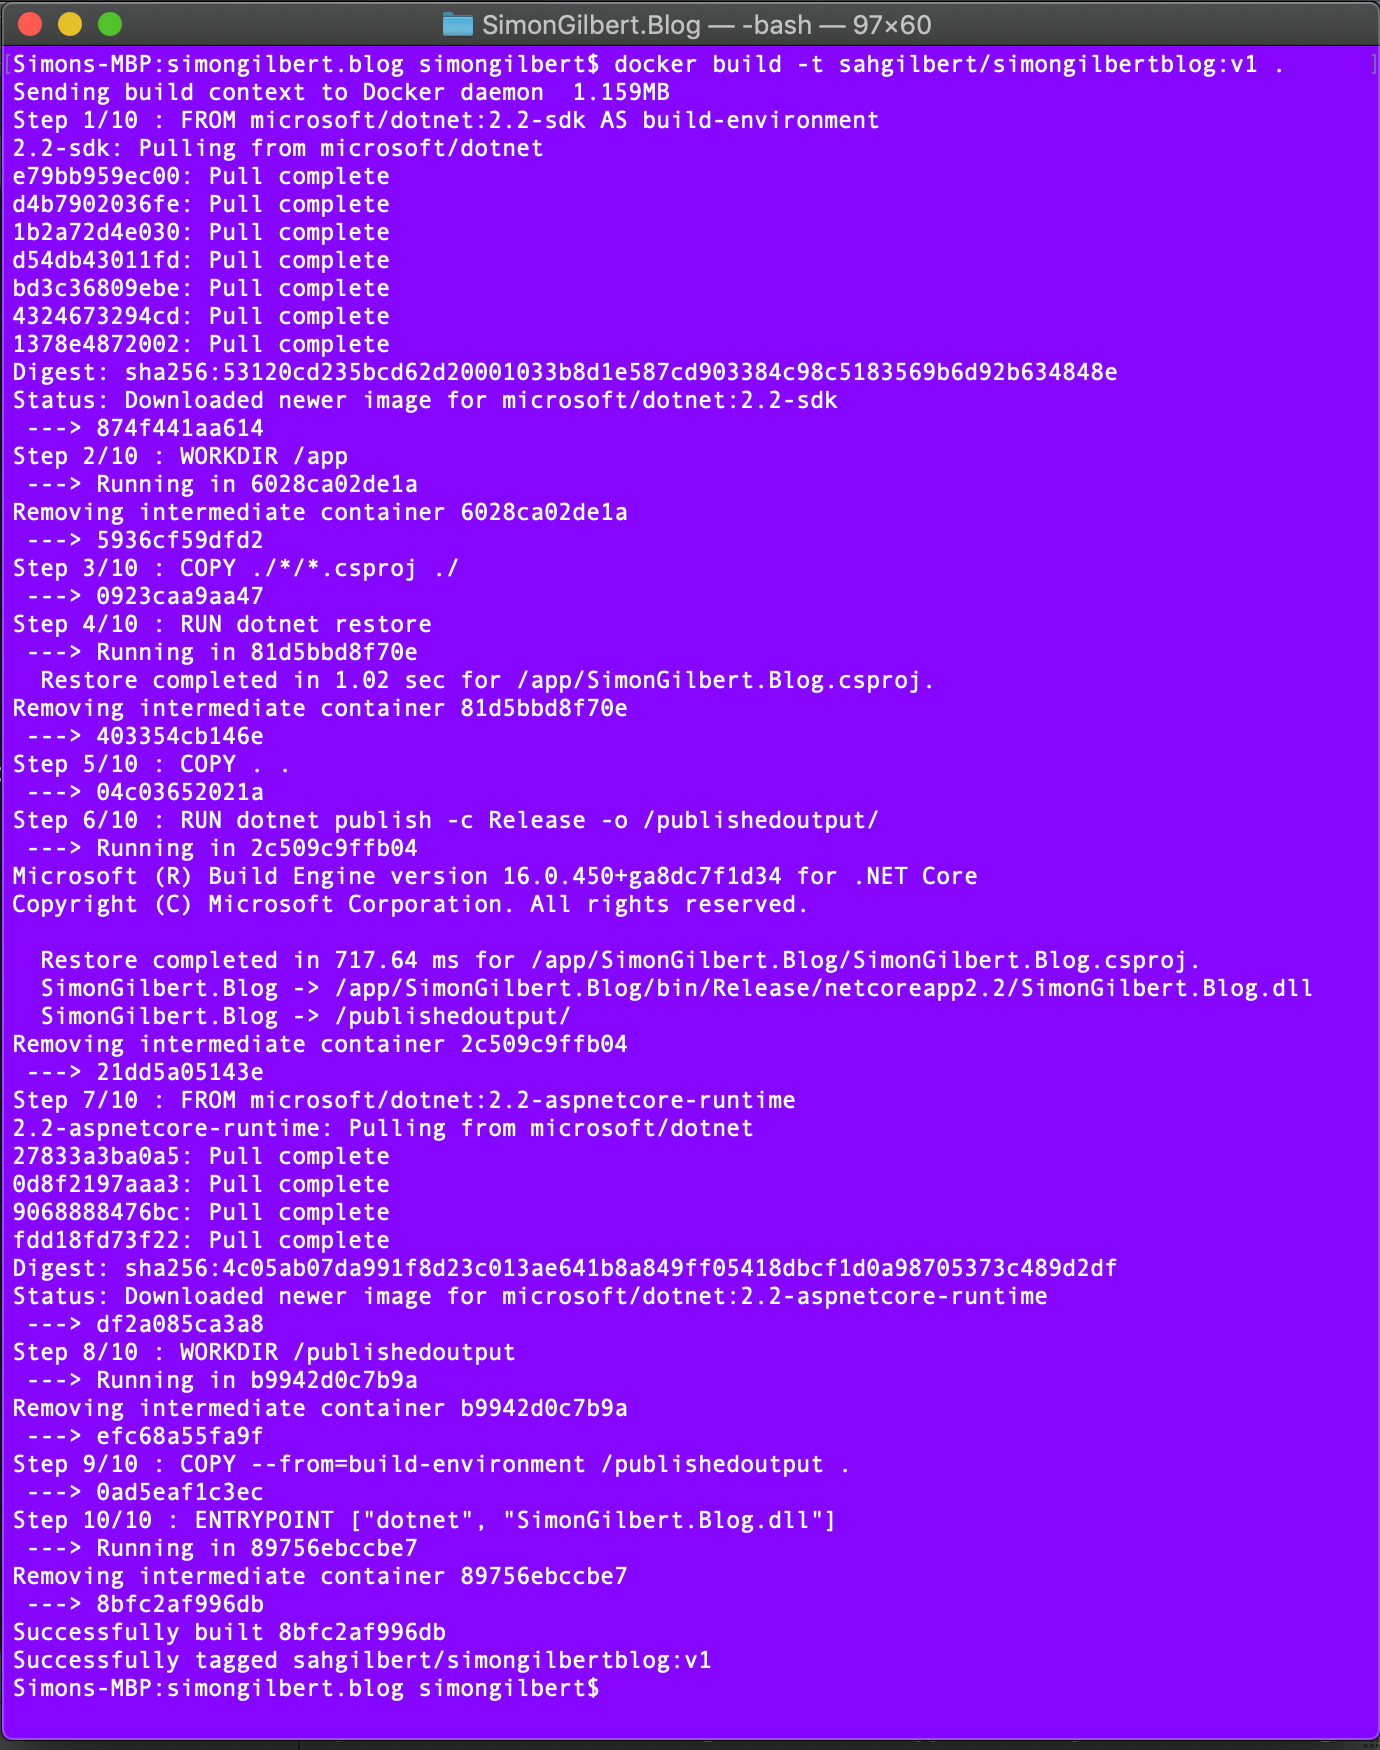 SimonGilbert.Blog — -bash — 97×60
Simons-MBP:simongilbert.blog simongilbert$ docker build -t sahgilbert/simongilbertblog:v1 .
Sending build context to Docker daemon  1.159MB
Step 1/10 : FROM microsoft/dotnet:2.2-sdk AS build-environment
2.2-sdk: Pulling from microsoft/dotnet
e79bb959ec00: Pull complete
d4b7902036fe: Pull complete
1b2a72d4e030: Pull complete
d54db43011fd: Pull complete
bd3c36809ebe: Pull complete
4324673294cd: Pull complete
1378e4872002: Pull complete
Digest: sha256:53120cd235bcd62d20001033b8d1e587cd903384c98c5183569b6d92b634848e
Status: Downloaded newer image for microsoft/dotnet:2.2-sdk
 ---> 874f441aa614
Step 2/10 : WORKDIR /app
 ---> Running in 6028ca02de1a
Removing intermediate container 6028ca02de1a
 ---> 5936cf59dfd2
Step 3/10 : COPY ./*/*.csproj ./
 ---> 0923caa9aa47
Step 4/10 : RUN dotnet restore
 ---> Running in 81d5bbd8f70e
  Restore completed in 1.02 sec for /app/SimonGilbert.Blog.csproj.
Removing intermediate container 81d5bbd8f70e
 ---> 403354cb146e
Step 5/10 : COPY . .
 ---> 04c03652021a
Step 6/10 : RUN dotnet publish -c Release -o /publishedoutput/
 ---> Running in 2c509c9ffb04
Microsoft (R) Build Engine version 16.0.450+ga8dc7f1d34 for .NET Core
Copyright (C) Microsoft Corporation. All rights reserved.
  Restore completed in 717.64 ms for /app/SimonGilbert.Blog/SimonGilbert.Blog.csproj.
  SimonGilbert.Blog -> /app/SimonGilbert.Blog/bin/Release/netcoreapp2.2/SimonGilbert.Blog.dll
  SimonGilbert.Blog -> /publishedoutput/
Removing intermediate container 2c509c9ffb04
 ---> 21dd5a05143e
Step 7/10 : FROM microsoft/dotnet:2.2-aspnetcore-runtime
2.2-aspnetcore-runtime: Pulling from microsoft/dotnet
27833a3ba0a5: Pull complete
0d8f2197aaa3: Pull complete
9068888476bc: Pull complete
fdd18fd73f22: Pull complete
Digest: sha256:4c05ab07da991f8d23c013ae641b8a849ff05418dbcf1d0a98705373c489d2df
Status: Downloaded newer image for microsoft/dotnet:2.2-aspnetcore-runtime
 ---> df2a085ca3a8
Step 8/10 : WORKDIR /publishedoutput
 ---> Running in b9942d0c7b9a
Removing intermediate container b9942d0c7b9a
 ---> efc68a55fa9f
Step 9/10 : COPY --from=build-environment /publishedoutput .
 ---> 0ad5eaf1c3ec
Step 10/10 : ENTRYPOINT ["dotnet", "SimonGilbert.Blog.dll"]
 ---> Running in 89756ebccbe7
Removing intermediate container 89756ebccbe7
 ---> 8bfc2af996db
Successfully built 8bfc2af996db
Successfully tagged sahgilbert/simongilbertblog:v1
Simons-MBP:simongilbert.blog simongilbert$